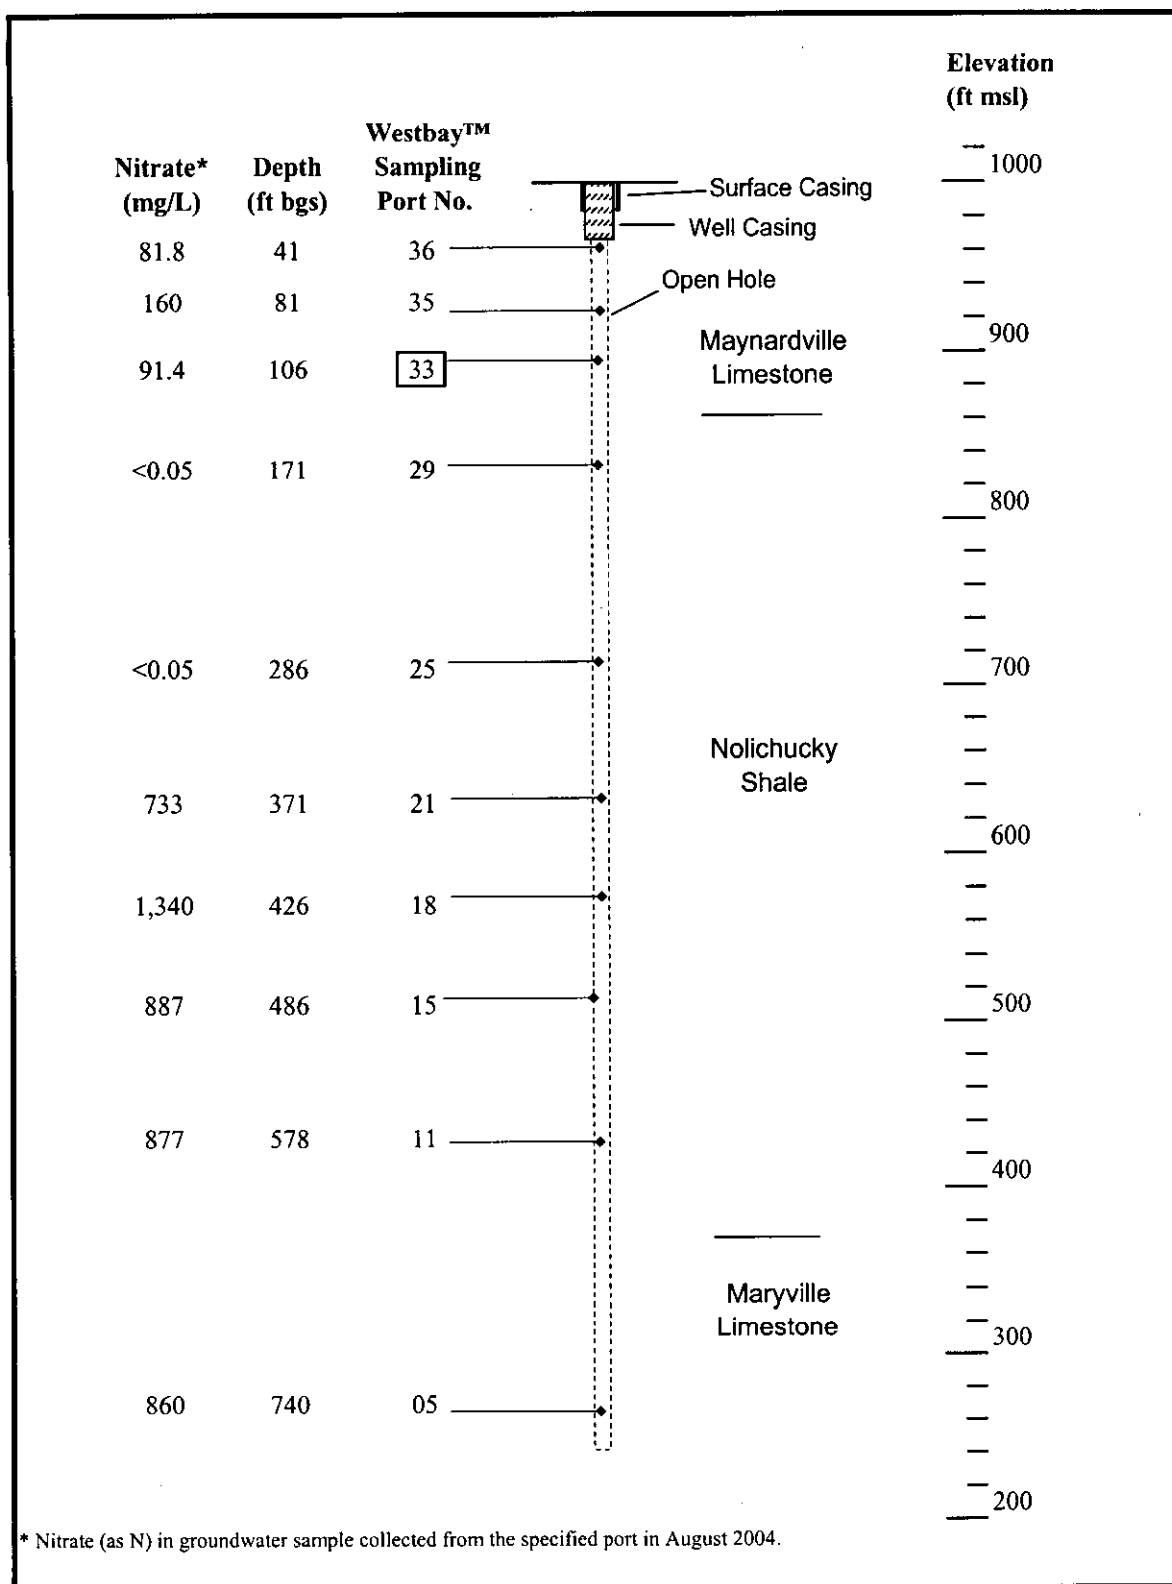 Elevation
(ft msl)
Nitrate*
(mg/L)
Depth
(ft bgs)
Westbay™
Sampling
Port No.
1000
Surface Casing
Well Casing
81.8 41 36
Open Hole
160 81 35
900
Maynardville
Limestone
91.4 106 33
<0.05 171 29
800
<0.05 286 25
700
Nolichucky
Shale
733 371 21
600
1,340 426 18
887 486 15
500
877 578 11
400
Maryville
Limestone
300
860 740 05
200
* Nitrate (as N) in groundwater sample collected from the specified port in August 2004.